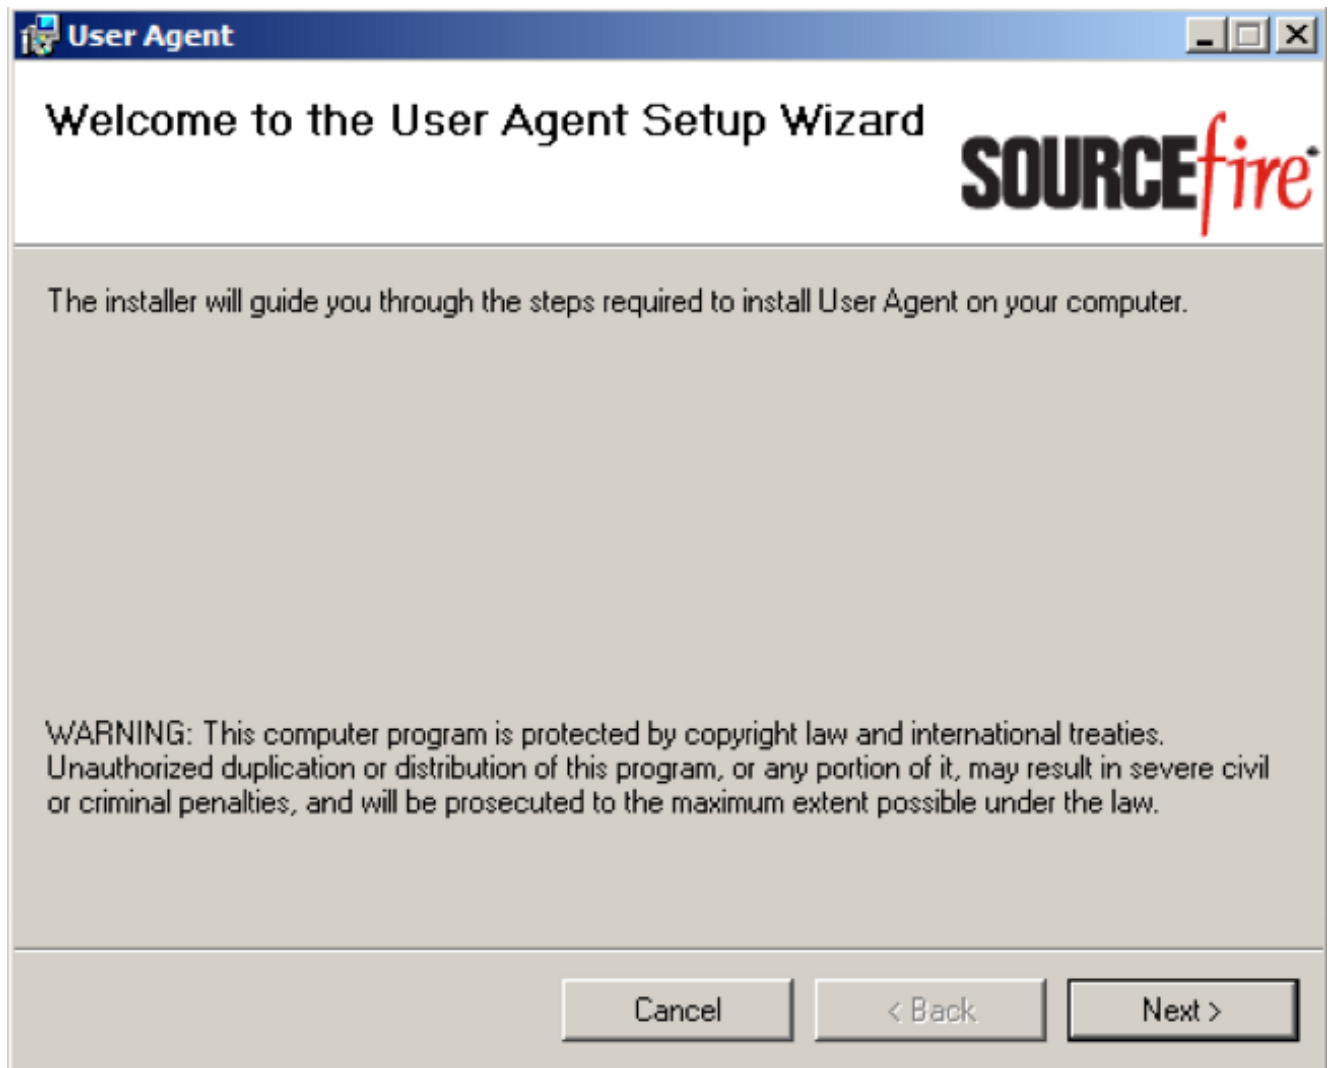 User Agent
Welcome to the User Agent Setup Wizard
SOURCEfire
The installer will guide you through the steps required to install User Agent on your computer.
WARNING: This computer program is protected by copyright law and international treaties.
Unauthorized duplication or distribution of this program, or any portion of it, may result in severe civil
or criminal penalties, and will be prosecuted to the maximum extent possible under the law.
Cancel
< Back
Next >